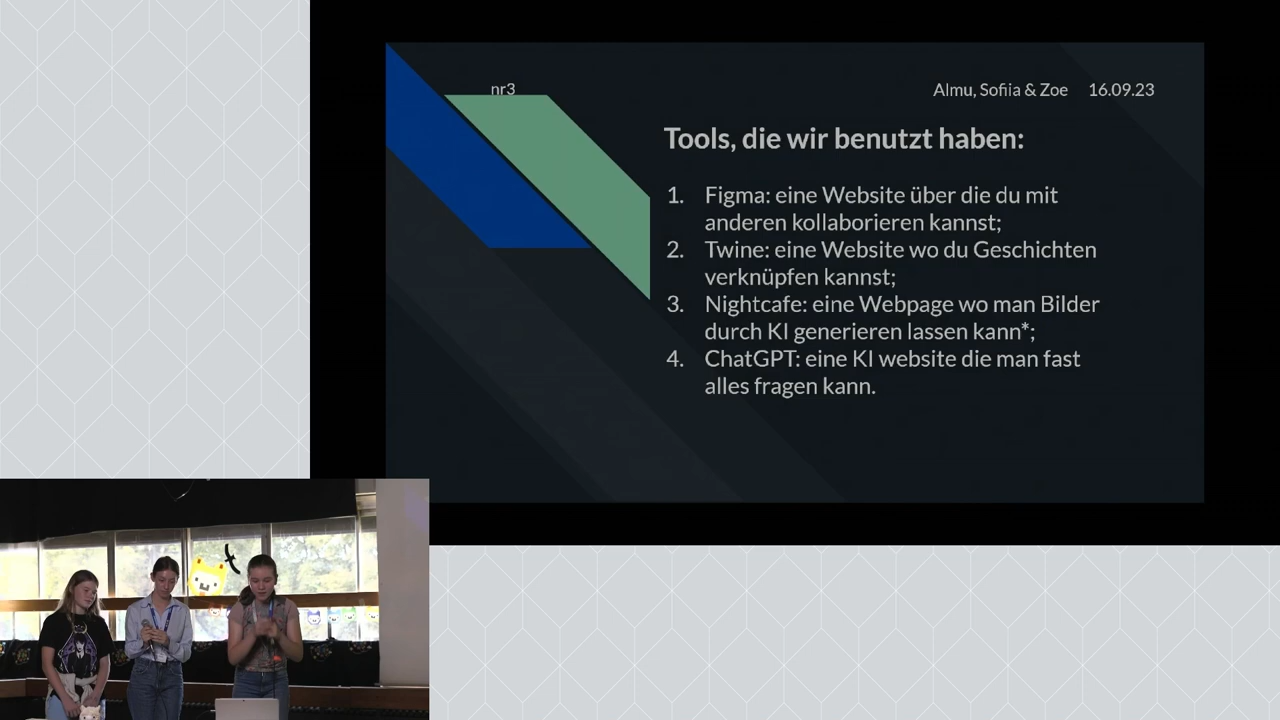 nr3
Almu, Sofiia & Zoe 16.09.23
Tools, die wir benutzt haben:
1. Figma: eine Website über die du mit
anderen kollaborieren kannst;
2. Twine: eine Website wo du Geschichten
verknüpfen kannst;
3. Nightcafe: eine Webpage wo man Bilder
durch KI generieren lassen kann*;
4. ChatGPT: eine KI website die man fast
alles fragen kann.